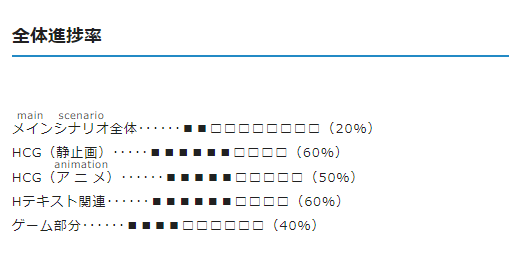 全体進捗率
main scenario
メインシナリオ全体‥‥‥■■□□□□□□□□（20%）
HCG（静止画）‥‥・■■■■■■□□□□（60%）
animation
HCG（アニメ）‥‥‥■■■■■□□□□□（50%）
Hテキスト関連‥‥‥■■■■■■□□□□（60%）
ゲーム部分‥‥‥■■■■□□□□□□（40%）